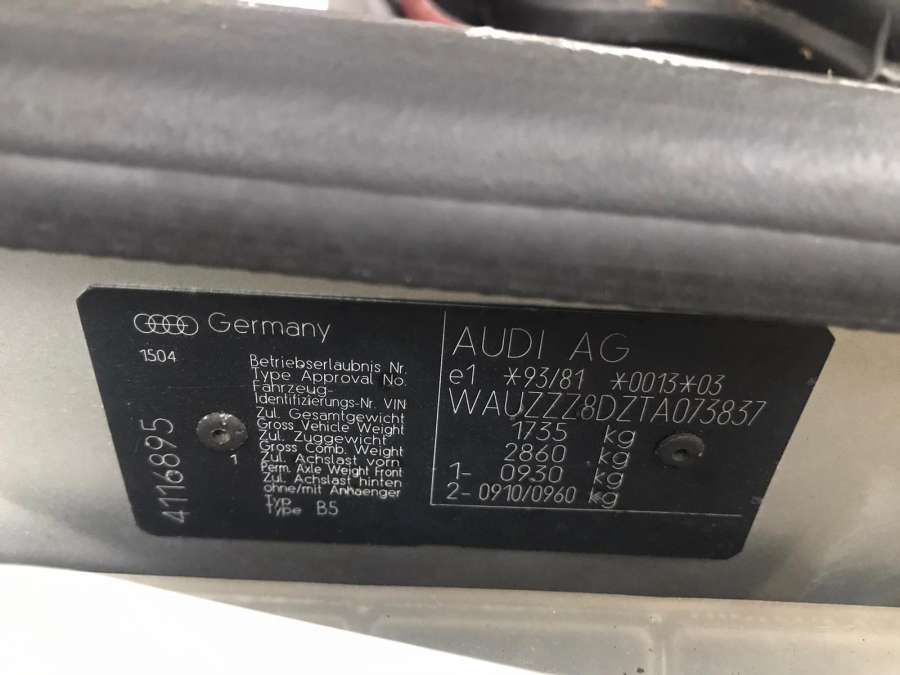 Germany
1504
4116895
Betriebserlaubnis Nr.
Type Approval No.
Fahrzeug-
Identifizierungs-Nr. VIN
Zul. Gesamtgewicht
Gross Vehicle Weight
Zul. Zuggewicht
Gross Comb. Weight
Zul. Achslast vorn
1 Perm. Axle Weight Front
Zul. Achslast hinten
ohne/mit Anhaenger
Typ
Type B5
AUDI AG
e1 *93/81 *0013*03
WAUZZZ8DZTA073837
1735 kg
2860 kg
1- 0930 kg
2- 0910/0960 kg